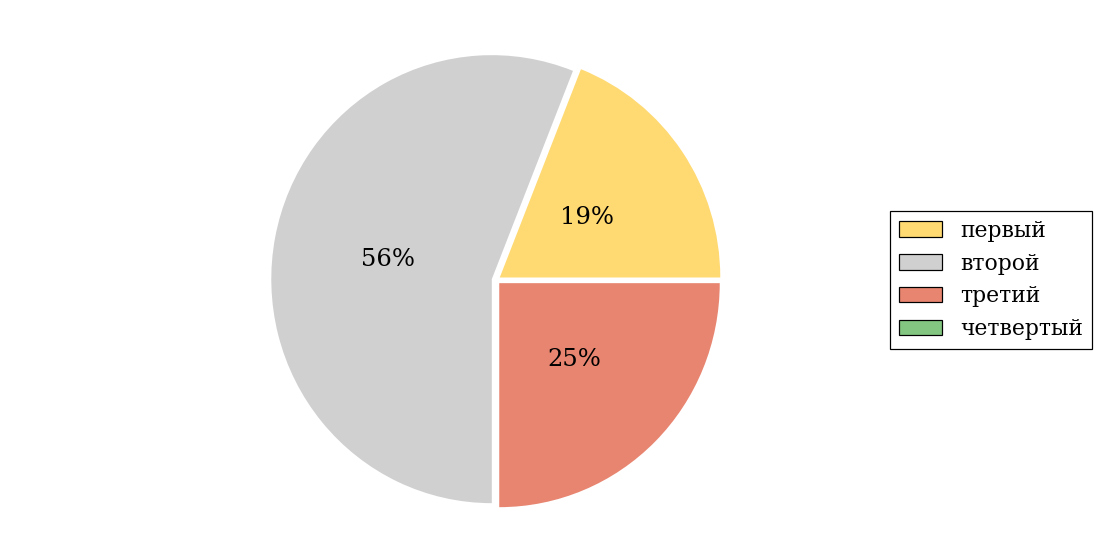 19%
56%
25%
первый
второй
третий
четвертый